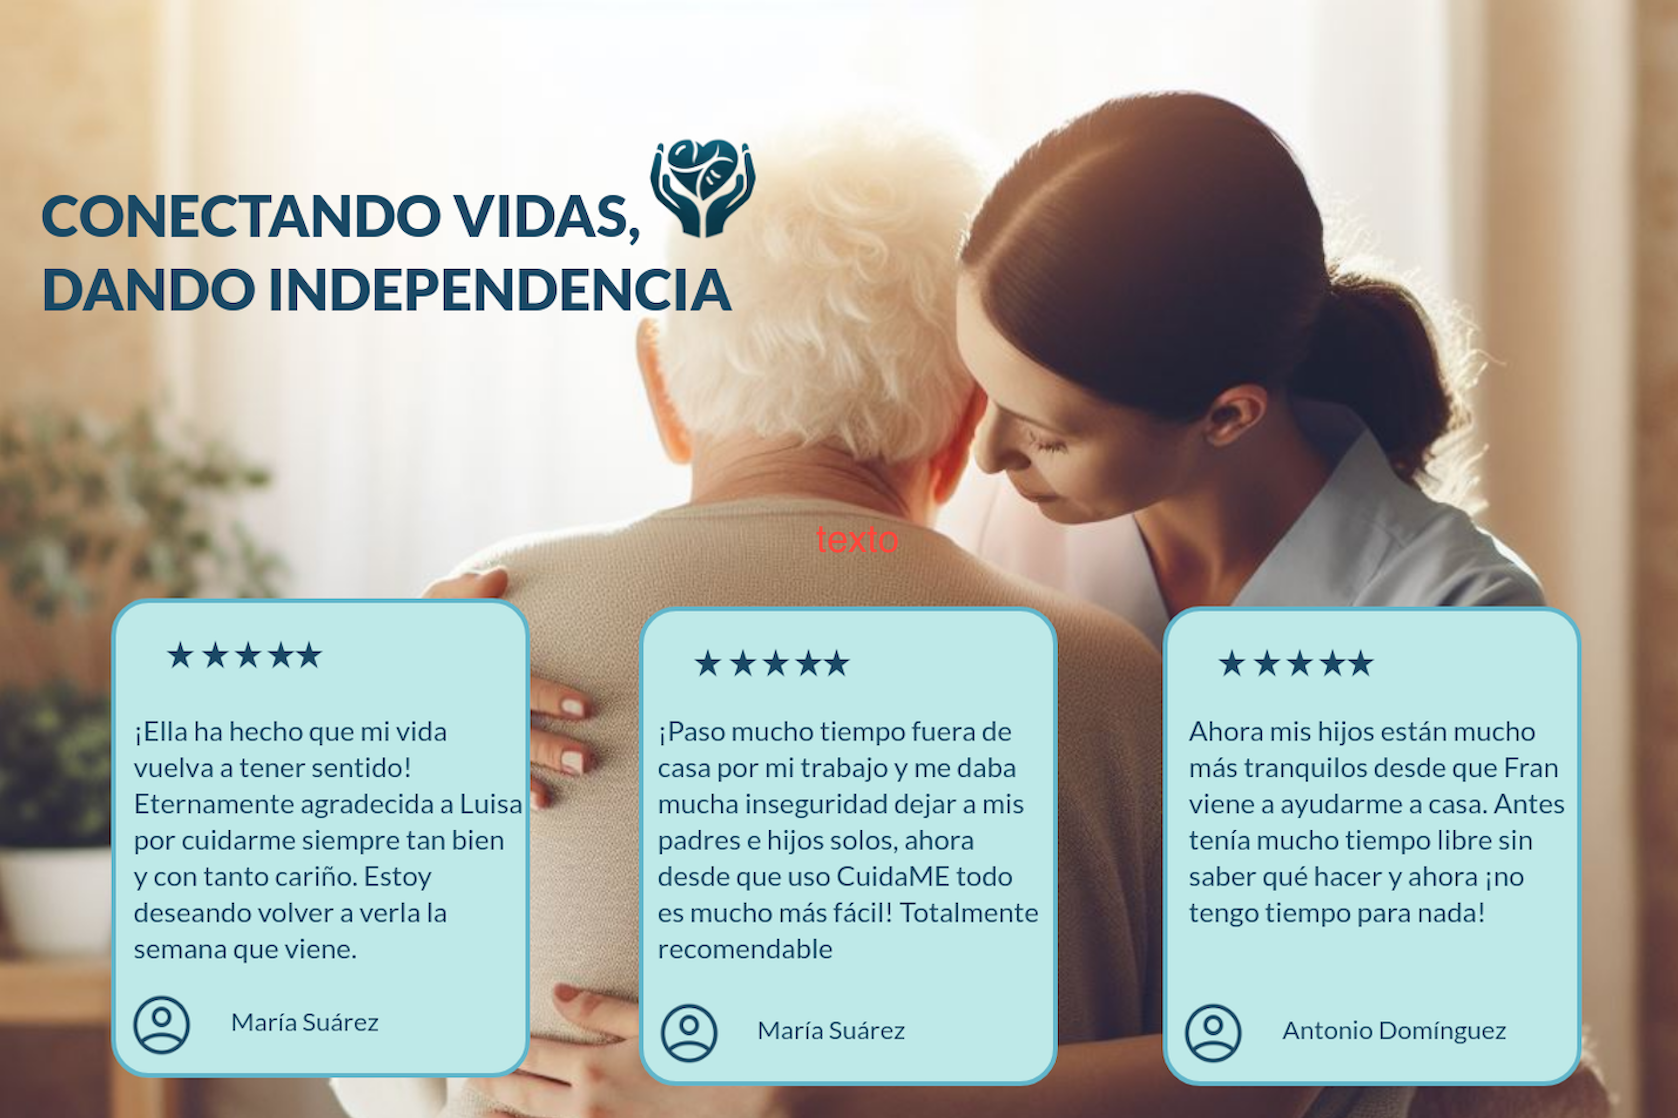 CONECTANDO VIDAS,
DANDO INDEPENDENCIA
texto
★★★★★
¡Ella ha hecho que mi vida
vuelva a tener sentido!
Eternamente agradecida a Luisa
por cuidarme siempre tan bien
y con tanto cariño. Estoy
deseando volver a verla la
semana que viene.
María Suárez
★★★★★
¡Paso mucho tiempo fuera de
casa por mi trabajo y me daba
mucha inseguridad dejar a mis
padres e hijos solos, ahora
desde que uso CuidaME todo
es mucho más fácil! Totalmente
recomendable
María Suárez
★★★★★
Ahora mis hijos están mucho
más tranquilos desde que Fran
viene a ayudarme a casa. Antes
tenía mucho tiempo libre sin
saber qué hacer y ahora ¡no
tengo tiempo para nada!
Antonio Domínguez